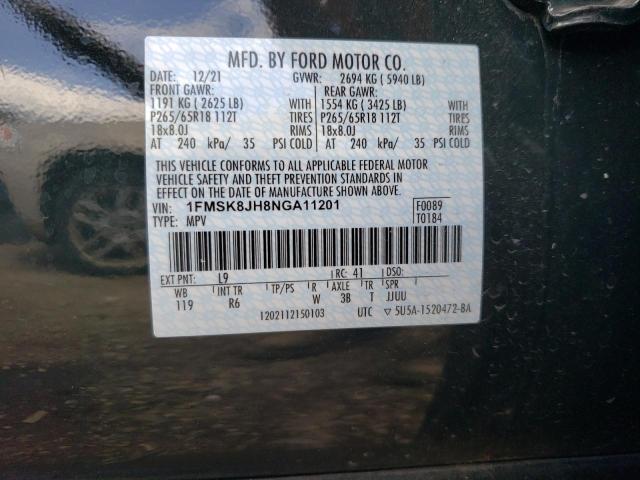 MFD. BY FORD MOTOR CO.
DATE: 12/21 GVWR: 2694 KG ( 5940 LB)
FRONT GAWR: REAR GAWR:
1191 KG ( 2625 LB) WITH 1554 KG ( 3425 LB) WITH
P265/65R18 112T TIRES P265/65R18 112T TIRES
18x8.0J RIMS 18x8.0J RIMS
AT 240 kPa/ 35 PSI COLD AT 240 kPa/ 35 PSI COLD
THIS VEHICLE CONFORMS TO ALL APPLICABLE FEDERAL MOTOR
VEHICLE SAFETY AND THEFT PREVENTION STANDARDS IN
EFFECT ON THE DATE OF MANUFACTURE SHOWN ABOVE.
VIN: 1FMSK8JH8NGA11201 F0089
TYPE: MPV T0184
EXT PNT: L9 RC: 41 DSO:
WB INT TR TP/PS R AXLE TR SPR
119 R6 W 3B T JJUU
1202112150103 UTC ▽ 5U5A-1520472-BA